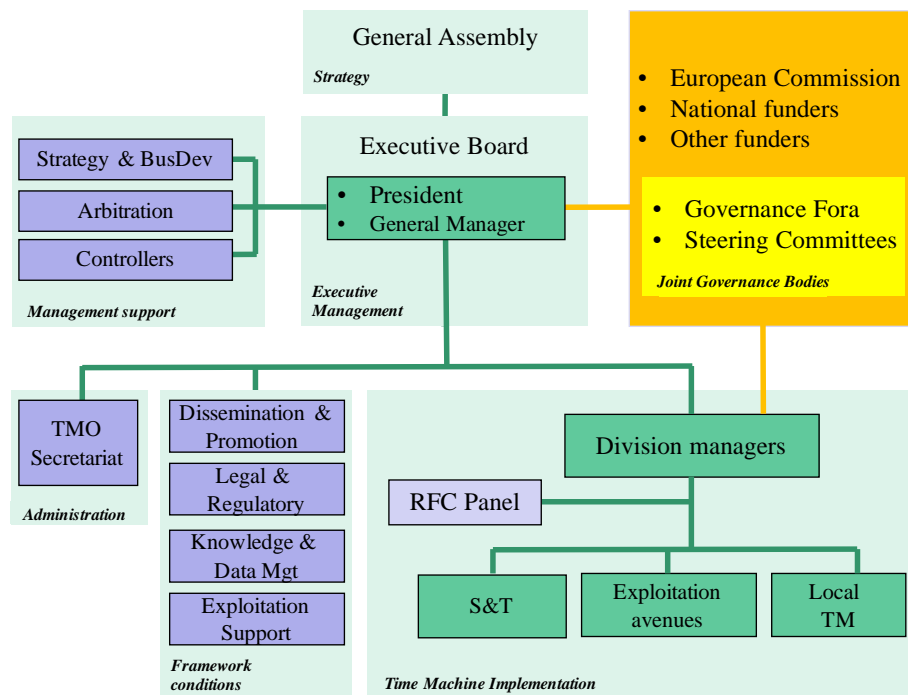 General Assembly
Strategy
• European Commission
• National funders
• Other funders
• Governance Fora
• Steering Committees
Joint Governance Bodies
Strategy & BusDev
Arbitration
Controllers
Management support
Executive Board
• President
• General Manager
Executive
Management
TMO
Secretariat
Administration
Dissemination &
Promotion
Legal &
Regulatory
Knowledge &
Data Mgt
Exploitation
Support
Framework
conditions
Division managers
RFC Panel
S&T
Exploitation
avenues
Local
TM
Time Machine Implementation